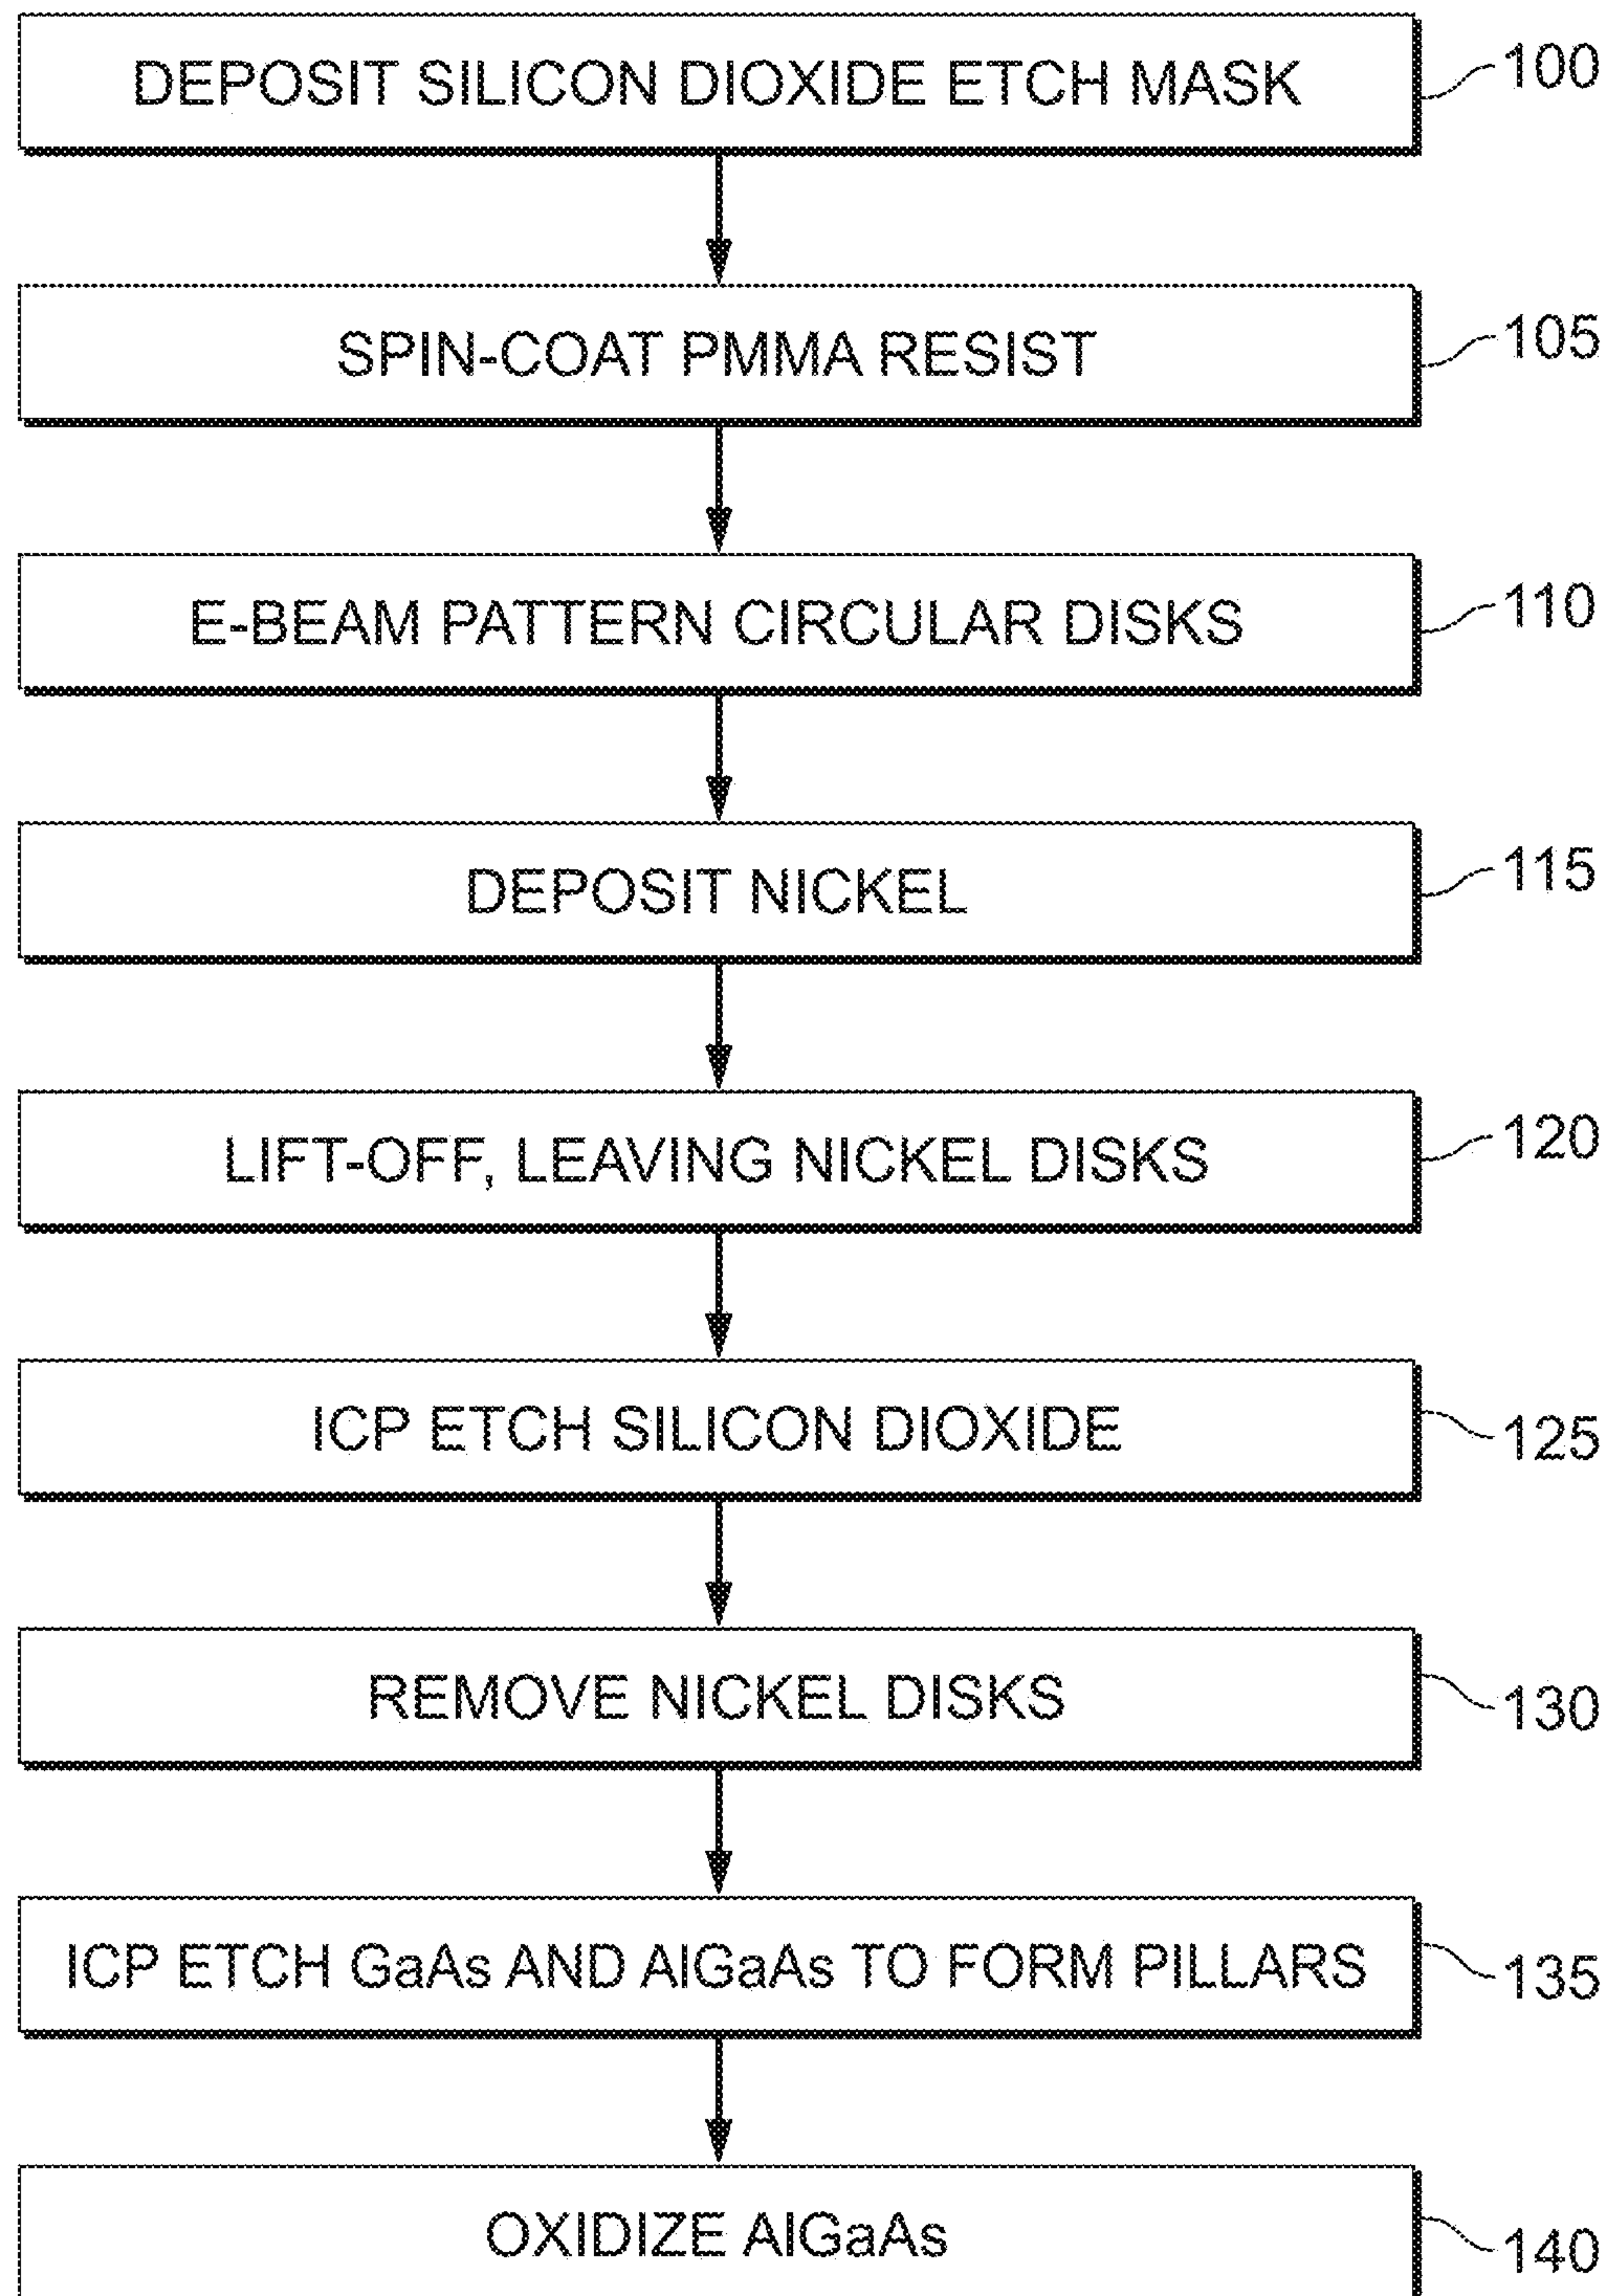 DEPOSIT SILICON DIOXIDE ETCH MASK
100
SPIN-COAT PMMA RESIST
105
E-BEAM PATTERN CIRCULAR DISKS
110
DEPOSIT NICKEL
115
LIFT-OFF, LEAVING NICKEL DISKS
120
ICP ETCH SILICON DIOXIDE
125
REMOVE NICKEL DISKS
130
ICP ETCH GaAs AND AlGaAs TO FORM PILLARS
135
OXIDIZE AlGaAs
140